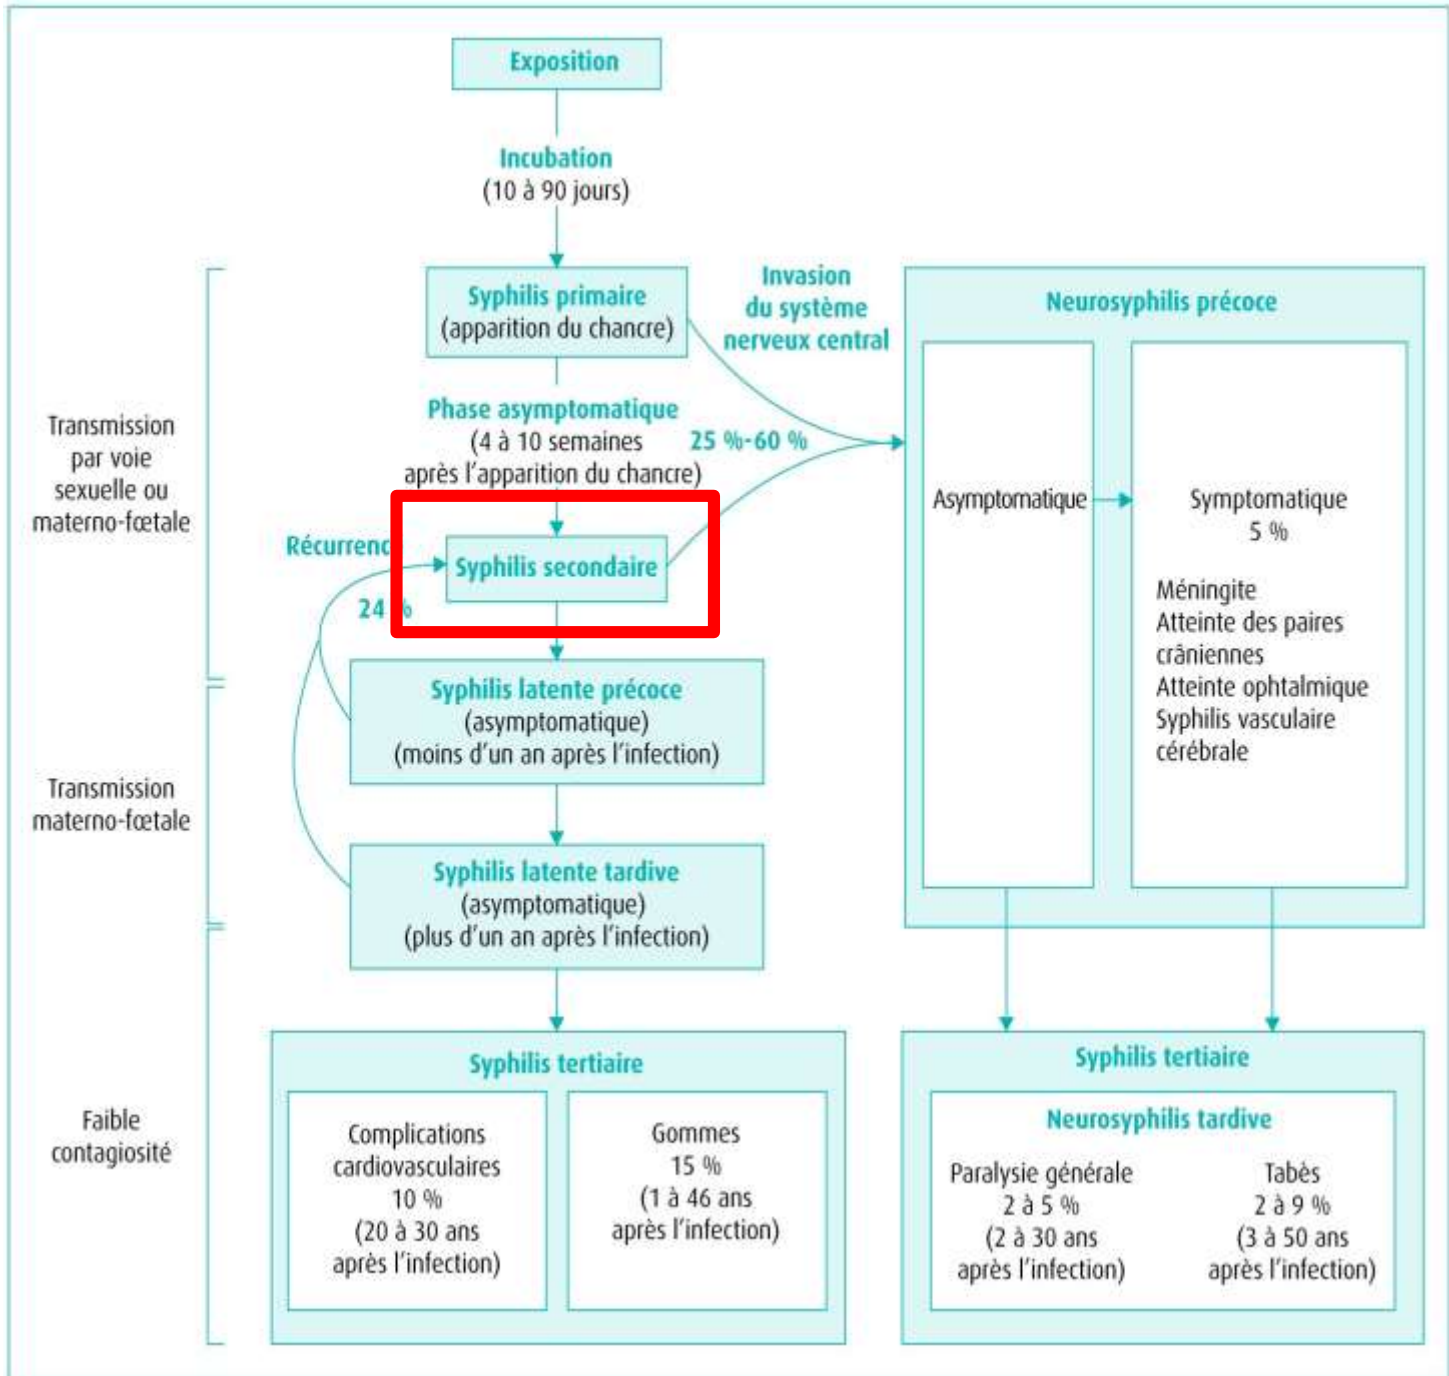 Exposition
Incubation
(10 à 90 jours)
Syphilis primaire
(apparition du chancre)
Invasion
du système
nerveux central
Phase asymptomatique
(4 à 10 semaines
après l'apparition du chancre)
25 %-60 %
Récurrenc
24 %
Syphilis secondaire
Syphilis latente précoce
(asymptomatique)
(moins d'un an après l'infection)
Syphilis latente tardive
(asymptomatique)
(plus d'un an après l'infection)
Syphilis tertiaire
Complications
cardiovasculaires
10 %
(20 à 30 ans
après l'infection)
Gommes
15 %
(1 à 46 ans
après l'infection)
Transmission
par voie
sexuelle ou
materno-fœtale
Transmission
materno-fœtale
Faible
contagiosité
Neurosyphilis précoce
Asymptomatique
Symptomatique
5 %
Méningite
Atteinte des paires
crâniennes
Atteinte ophtalmique
Syphilis vasculaire
cérébrale
Syphilis tertiaire
Neurosyphilis tardive
Paralysie générale
2 à 5 %
(2 à 30 ans
après l'infection)
Tabès
2 à 9 %
(3 à 50 ans
après l'infection)